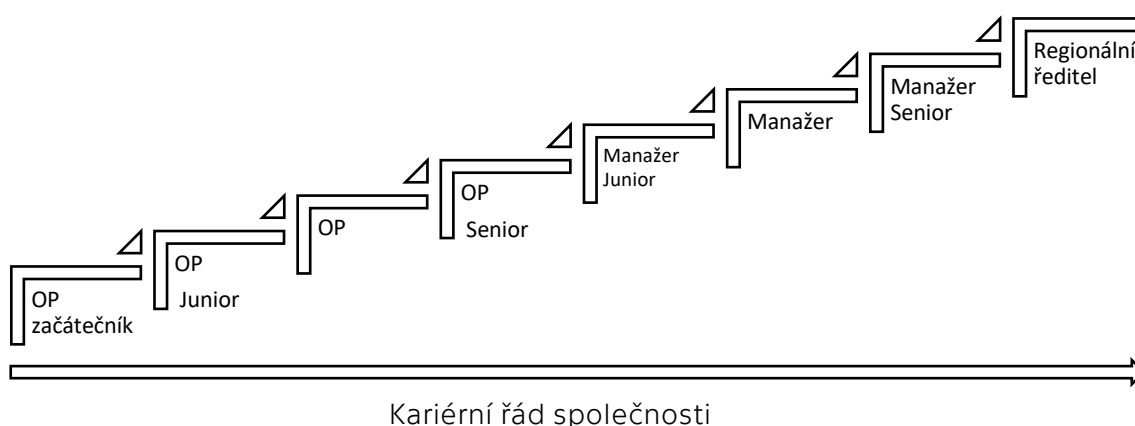 OP
začátečník
OP
Junior
OP
OP
Senior
Manažer
Junior
Manažer
Manažer
Senior
Regionální
ředitel
Kariérní řád společnosti